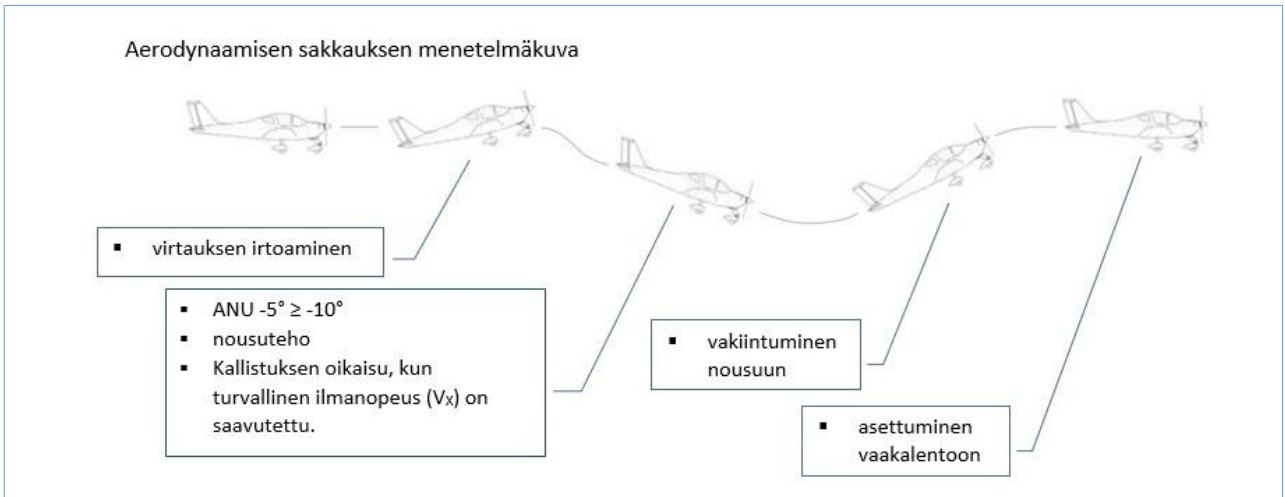 Aerodynaamisen sakkauksen menetelmäkuva
▪ virtauksen irtoaminen
▪ ANU -5° ≥ -10°
▪ nousuteho
▪ Kallistuksen oikaisu, kun
turvallinen ilmanopeus (Vx) on
saavutettu.
▪ vakiintuminen
nousuun
▪ asettuminen
vaakalentoon